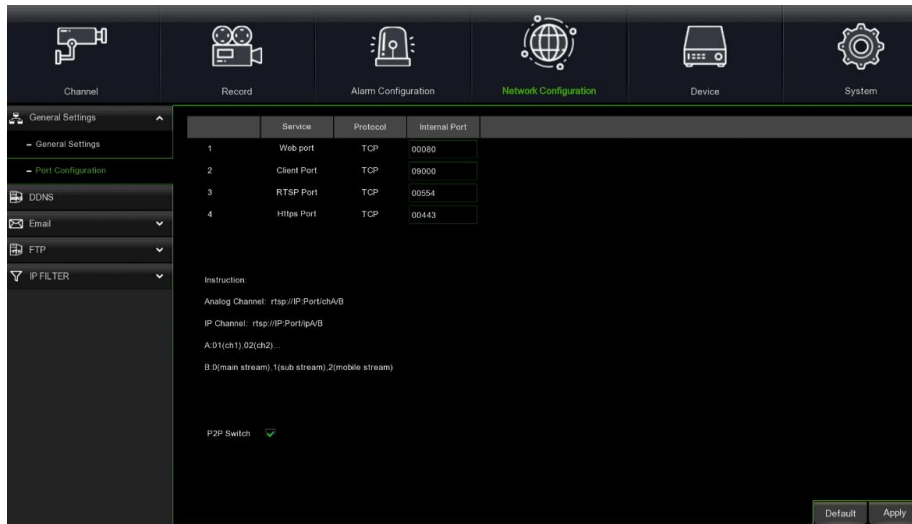 Channel Record Alarm Configuration Network Configuration Device System
General Settings
General Settings
Port Configuration
DDNS
Email
FTP
IP FILTER
Service Protocol Internal Port
1 Web port TCP 00080
2 Client Port TCP 09000
3 RTSP Port TCP 00554
4 Https Port TCP 00443
Instruction:
Analog Channel: rtsp://IP:Port/chA/B
IP Channel: rtsp://IP:Port/ipA/B
A:01(ch1),02(ch2)...
B:0(main stream),1(sub stream),2(mobile stream)
P2P Switch
Default Apply